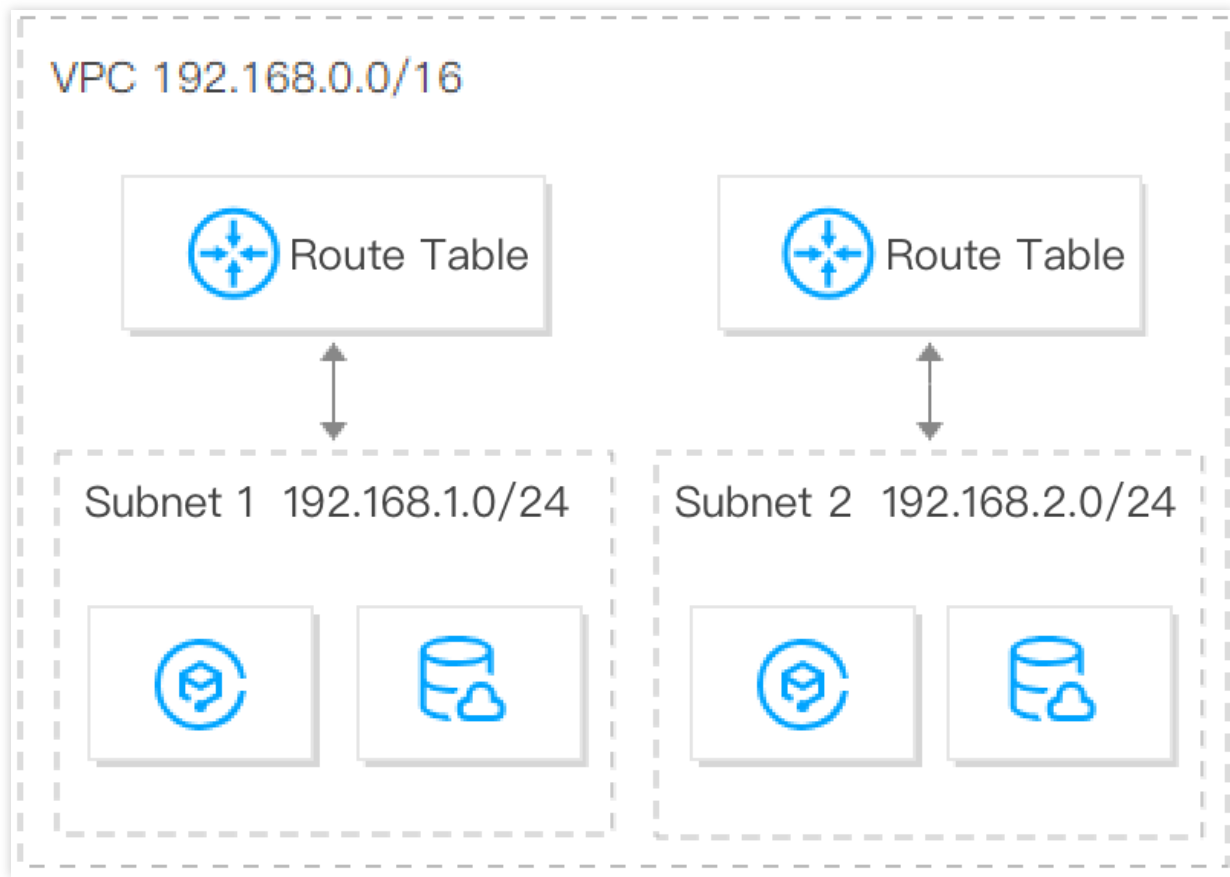 VPC 192.168.0.0/16
Route Table
Route Table
Subnet 1 192.168.1.0/24
Subnet 2 192.168.2.0/24